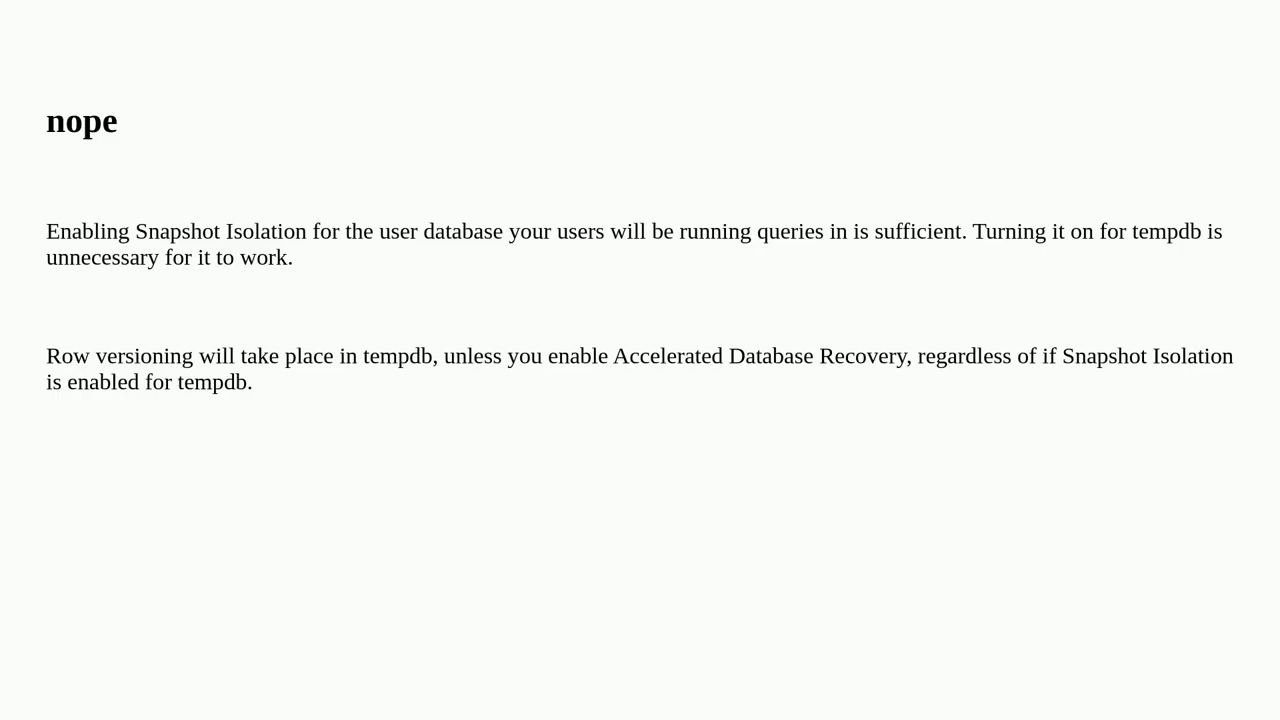 nope
Enabling Snapshot Isolation for the user database your users will be running queries in is sufficient. Turning it on for tempdb is
unnecessary for it to work.
Row versioning will take place in tempdb, unless you enable Accelerated Database Recovery, regardless of if Snapshot Isolation
is enabled for tempdb.